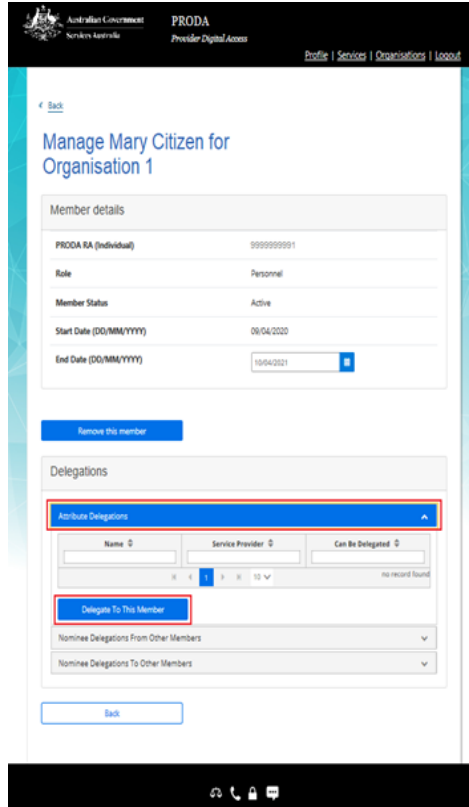 Australian Government
Services Australia
PRODA
Provider Digital Access
Profile | Services | Organisations | Logout
Back
Manage Mary Citizen for
Organisation 1
Member details
PRODA RA (Individual) 9999999991
Role Personnel
Member Status Active
Start Date (DD/MM/YYYY) 09/04/2020
End Date (DD/MM/YYYY) 10/04/2021
Remove this member
Delegations
Attribute Delegations
Name Service Provider Can Be Delegated
1 10 no record found
Delegate To This Member
Nominee Delegations From Other Members
Nominee Delegations To Other Members
Back